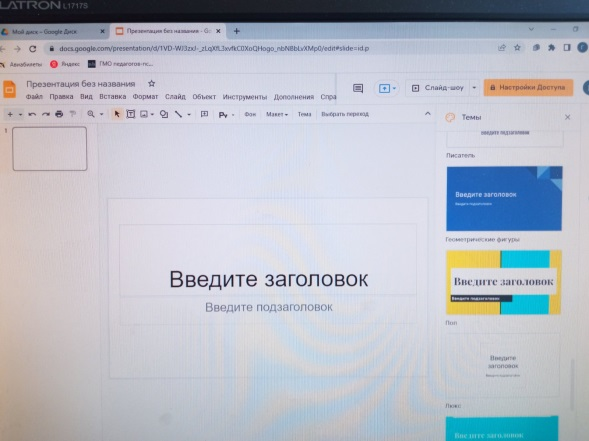 LATRON L1717S
Мой диск – Google Диск
Презентация без названия - Go
docs.google.com/presentation/d/
edit#slide=id.p
Авиабилеты
Яндекс
ГМО педагогов-пс...
Презентация без названия
Файл Правка Вид Вставка Формат Слайд Объект Инструменты Дополнения Спра
Слайд-шоу
Настройки Доступа
Фон Макет Тема Выбрать переход
Темы
1
Введите заголовок
Введите подзаголовок
Введите подзаголовок
Писатель
Введите заголовок
Введите подзаголовок
Геометрические фигуры
Введите заголовок
Введите подзаголовок
Поп
Введите
заголовок
Введите подзаголовок
Люкс
Введите заголовок